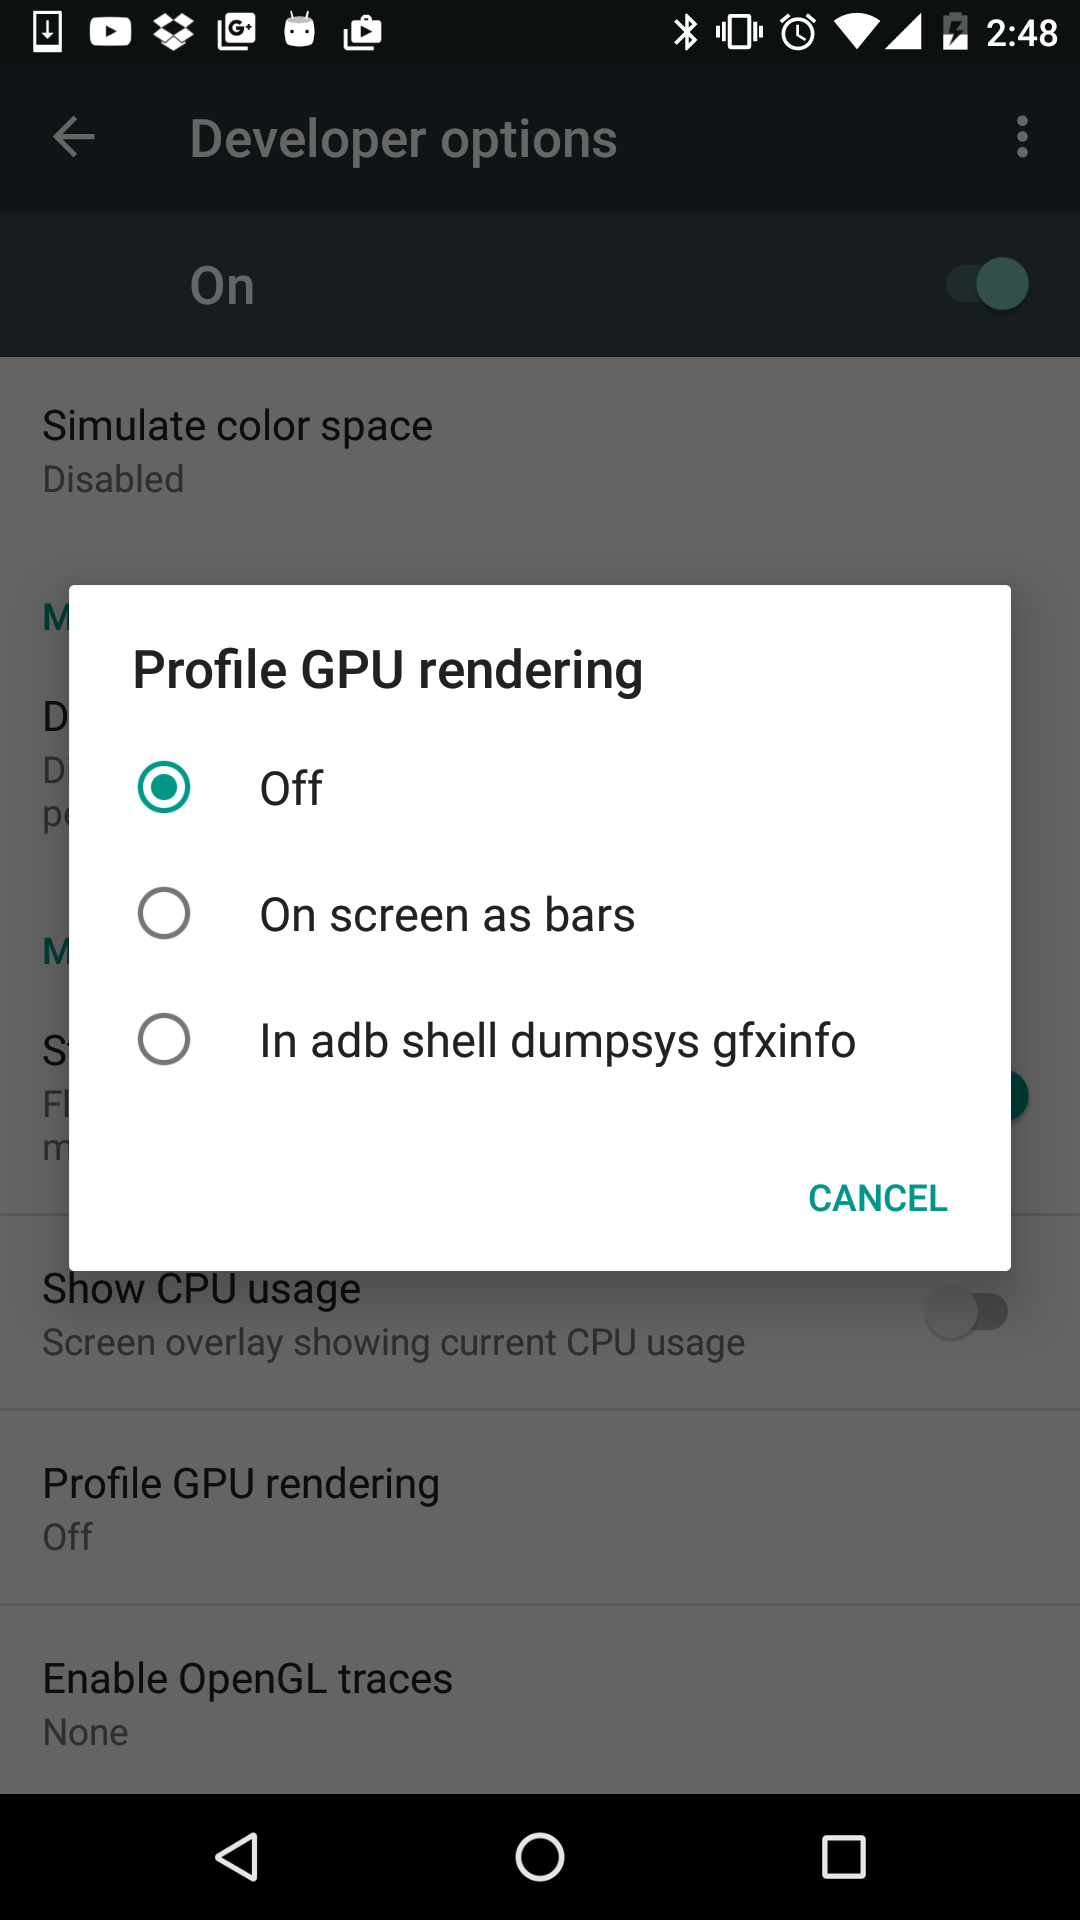 2:48
Developer options
On
Simulate color space
Disabled
Profile GPU rendering
Off
On screen as bars
In adb shell dumpsys gfxinfo
CANCEL
Show CPU usage
Screen overlay showing current CPU usage
Profile GPU rendering
Off
Enable OpenGL traces
None